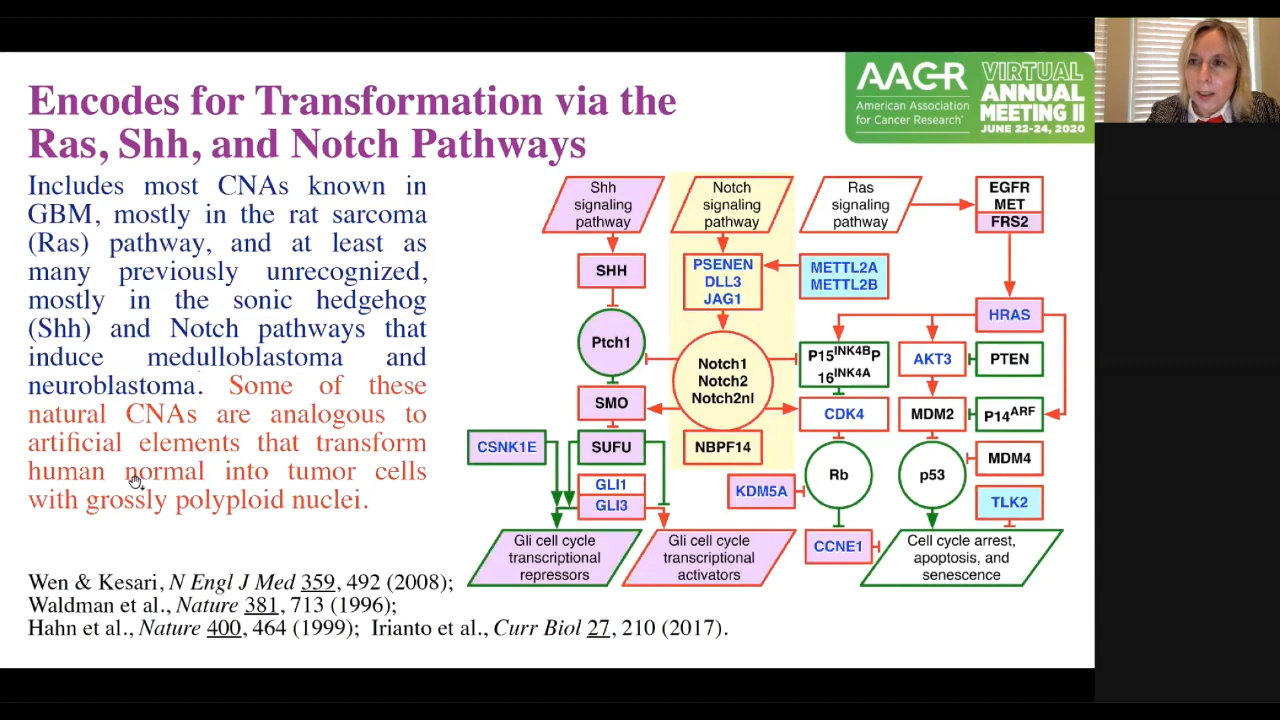 Encodes for Transformation via the
Ras, Shh, and Notch Pathways
AACR
American Association
for Cancer Research®
VIRTUAL
ANNUAL
MEETING II
JUNE 22-24, 2020
Includes most CNAs known in
GBM, mostly in the rat sarcoma
(Ras) pathway, and at least as
many previously unrecognized,
mostly in the sonic hedgehog
(Shh) and Notch pathways that
induce medulloblastoma and
neuroblastoma. Some of these
natural CNAs are analogous to
artificial elements that transform
human normal into tumor cells
with grossly polyploid nuclei.
Shh
signaling
pathway
Notch
signaling
pathway
Ras
signaling
pathway
EGFR
MET
FRS2
SHH
PSENEN
DLL3
JAG1
METTL2A
METTL2B
HRAS
Ptch1
Notch1
Notch2
Notch2nl
P15INK4BP
16INK4A
AKT3
PTEN
SMO
CDK4
MDM2
P14ARF
CSNK1E
SUFU
NBPF14
Rb
p53
MDM4
GLI1
GLI3
KDM5A
TLK2
Gli cell cycle
transcriptional
repressors
Gli cell cycle
transcriptional
activators
CCNE1
Cell cycle arrest,
apoptosis, and
senescence
Wen & Kesari, N Engl J Med 359, 492 (2008);
Waldman et al., Nature 381, 713 (1996);
Hahn et al., Nature 400, 464 (1999); Irianto et al., Curr Biol 27, 210 (2017).